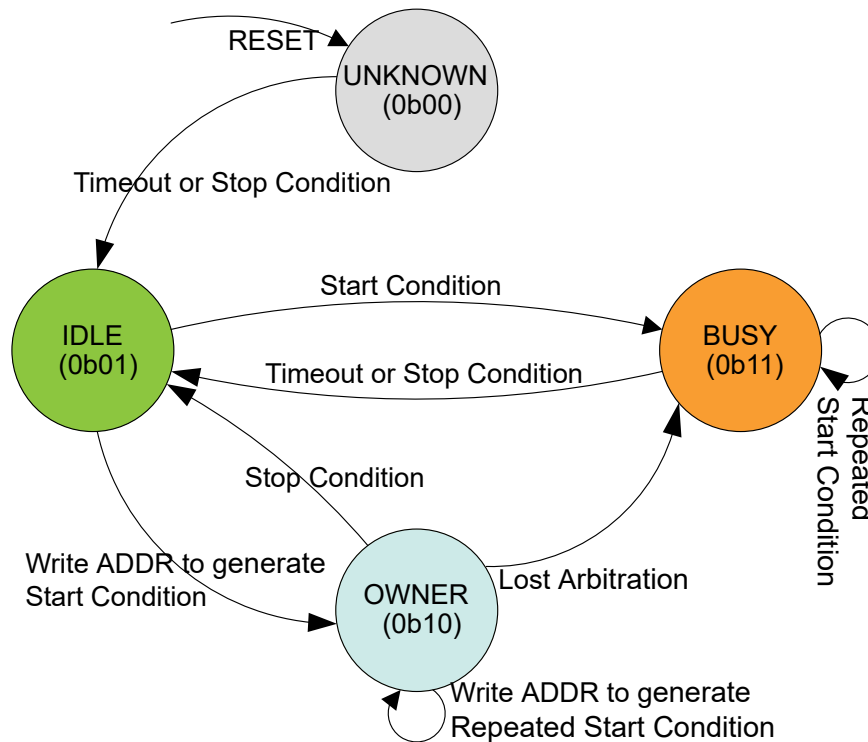 RESET
UNKNOWN
(0b00)
Timeout or Stop Condition
Start Condition
IDLE
(0b01)
BUSY
(0b11)
Timeout or Stop Condition
Repeated
Start Condition
Stop Condition
Write ADDR to generate
Start Condition
Lost Arbitration
OWNER
(0b10)
Write ADDR to generate
Repeated Start Condition